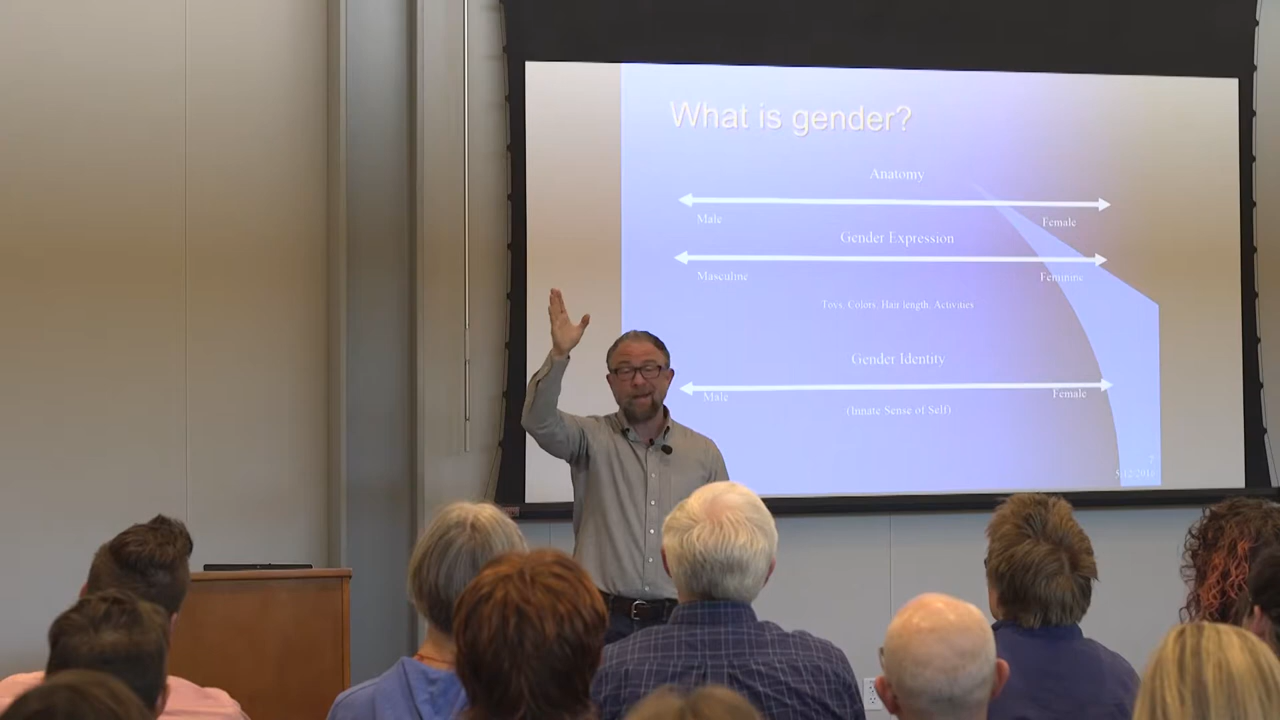 What is gender?
Anatomy
Male Female
Gender Expression
Masculine Feminine
Toys, Colors, Hair length, Activities
Gender Identity
Male Female
(Innate Sense of Self)
7